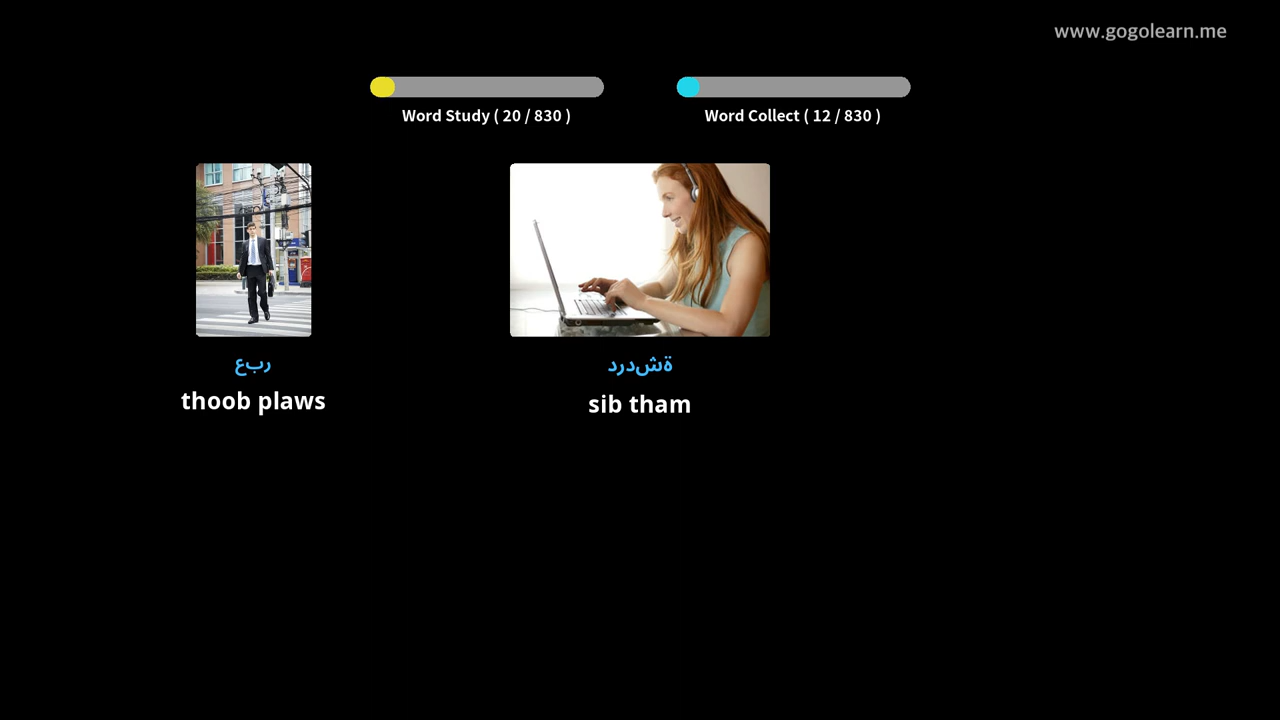 www.gogolearn.me
Word Study ( 20 / 830 )
Word Collect ( 12 / 830 )
ربع
ةشدرد
thoob plaws
sib tham